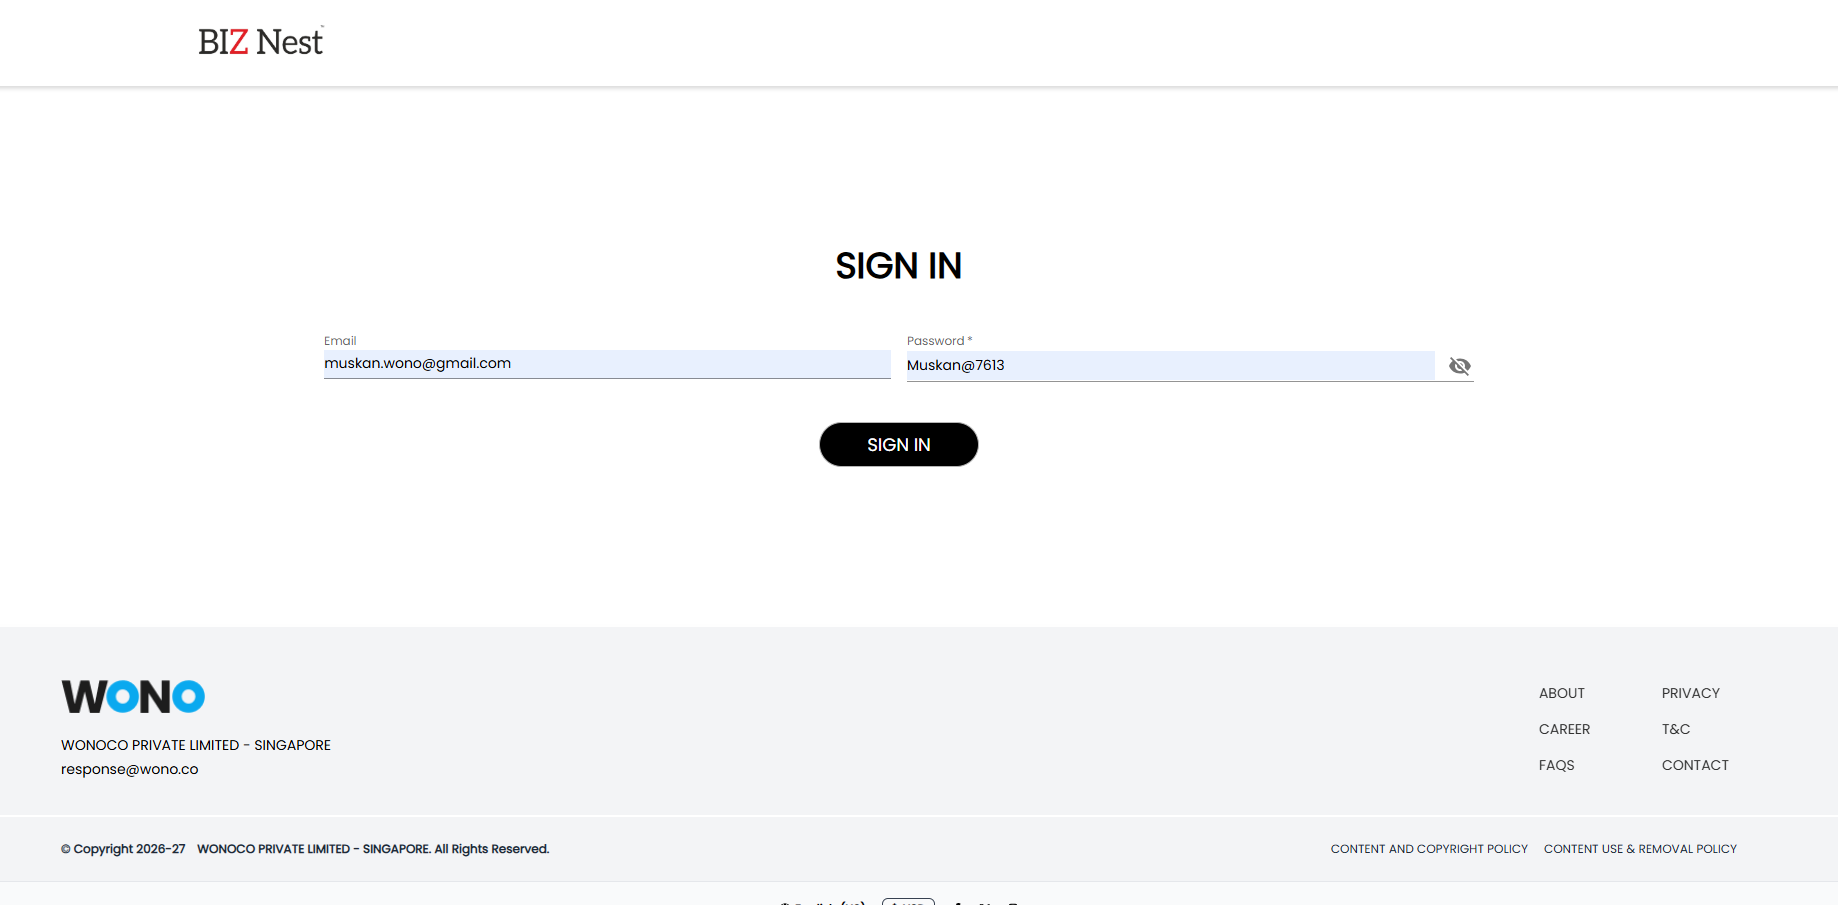 BIZ Nest
SIGN IN
Email
muskan.wono@gmail.com
Password *
Muskan@7613
SIGN IN
WONO
WONOCO PRIVATE LIMITED - SINGAPORE
response@wono.co
ABOUT
PRIVACY
CAREER
T&C
FAQS
CONTACT
© Copyright 2026-27 WONOCO PRIVATE LIMITED - SINGAPORE. All Rights Reserved.
CONTENT AND COPYRIGHT POLICY
CONTENT USE & REMOVAL POLICY